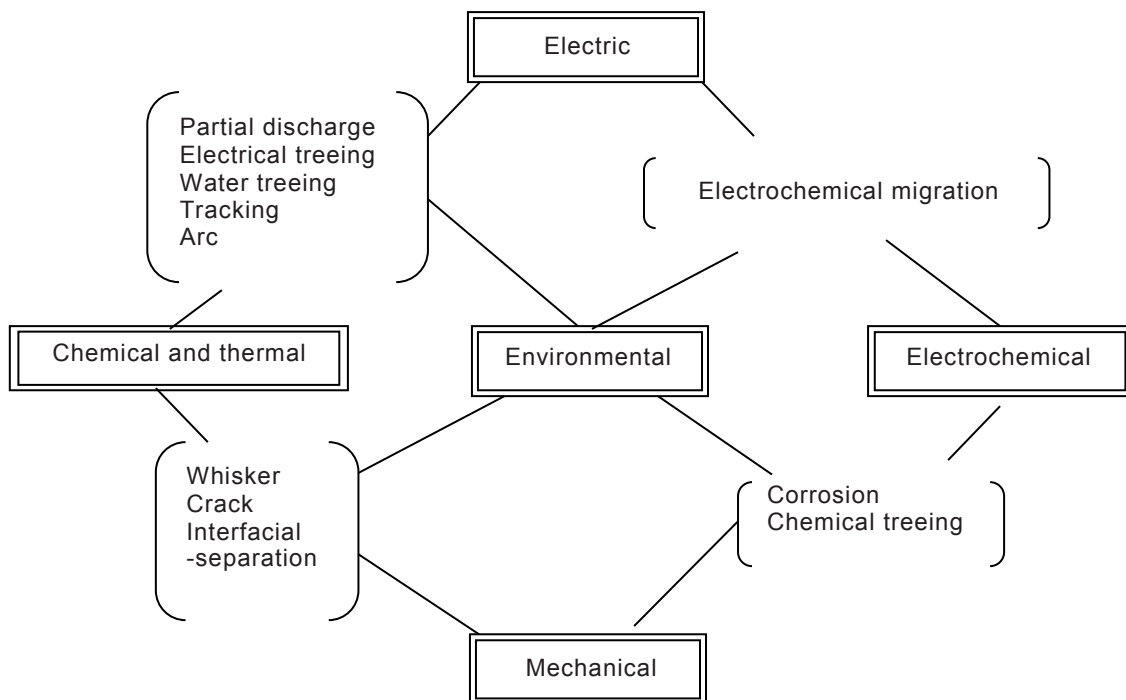 Electric
Partial discharge
Electrical treeing
Water treeing
Tracking
Arc
Electrochemical migration
Chemical and thermal
Environmental
Electrochemical
Whisker
Crack
Interfacial
-separation
Corrosion
Chemical treeing
Mechanical